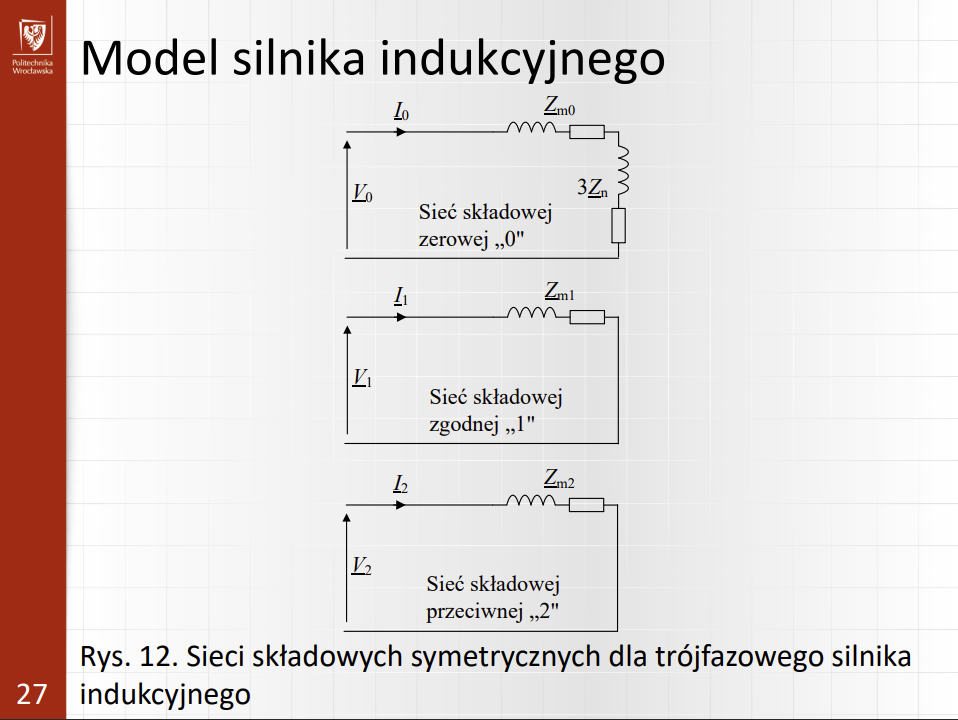 Politechnika
Wrocławska
Model silnika indukcyjnego
I0
Zm0
V0
3Zn
Sieć składowej
zerowej „0"
I1
Zm1
V1
Sieć składowej
zgodnej „1"
I2
Zm2
V2
Sieć składowej
przeciwnej „2"
Rys. 12. Sieci składowych symetrycznych dla trójfazowego silnika
indukcyjnego
27